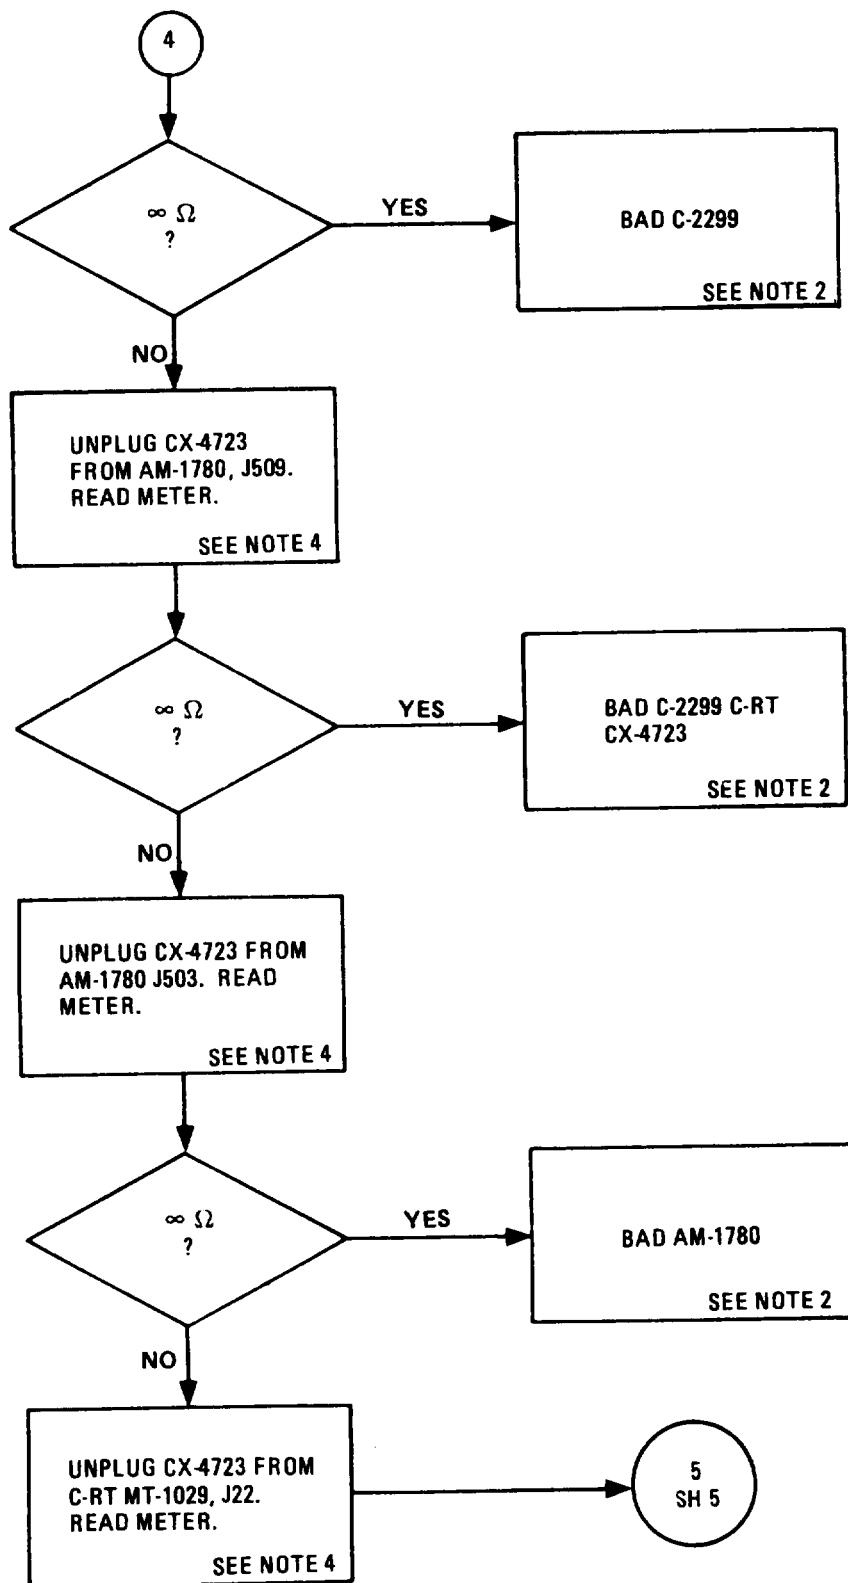 4
∞ Ω
?
YES
BAD C-2299
SEE NOTE 2
NO
UNPLUG CX-4723
FROM AM-1780, J509.
READ METER.
SEE NOTE 4
∞ Ω
?
YES
BAD C-2299 C-RT
CX-4723
SEE NOTE 2
NO
UNPLUG CX-4723 FROM
AM-1780 J503. READ
METER.
SEE NOTE 4
∞ Ω
?
YES
BAD AM-1780
SEE NOTE 2
NO
UNPLUG CX-4723 FROM
C-RT MT-1029, J22.
READ METER.
SEE NOTE 4
5
SH 5